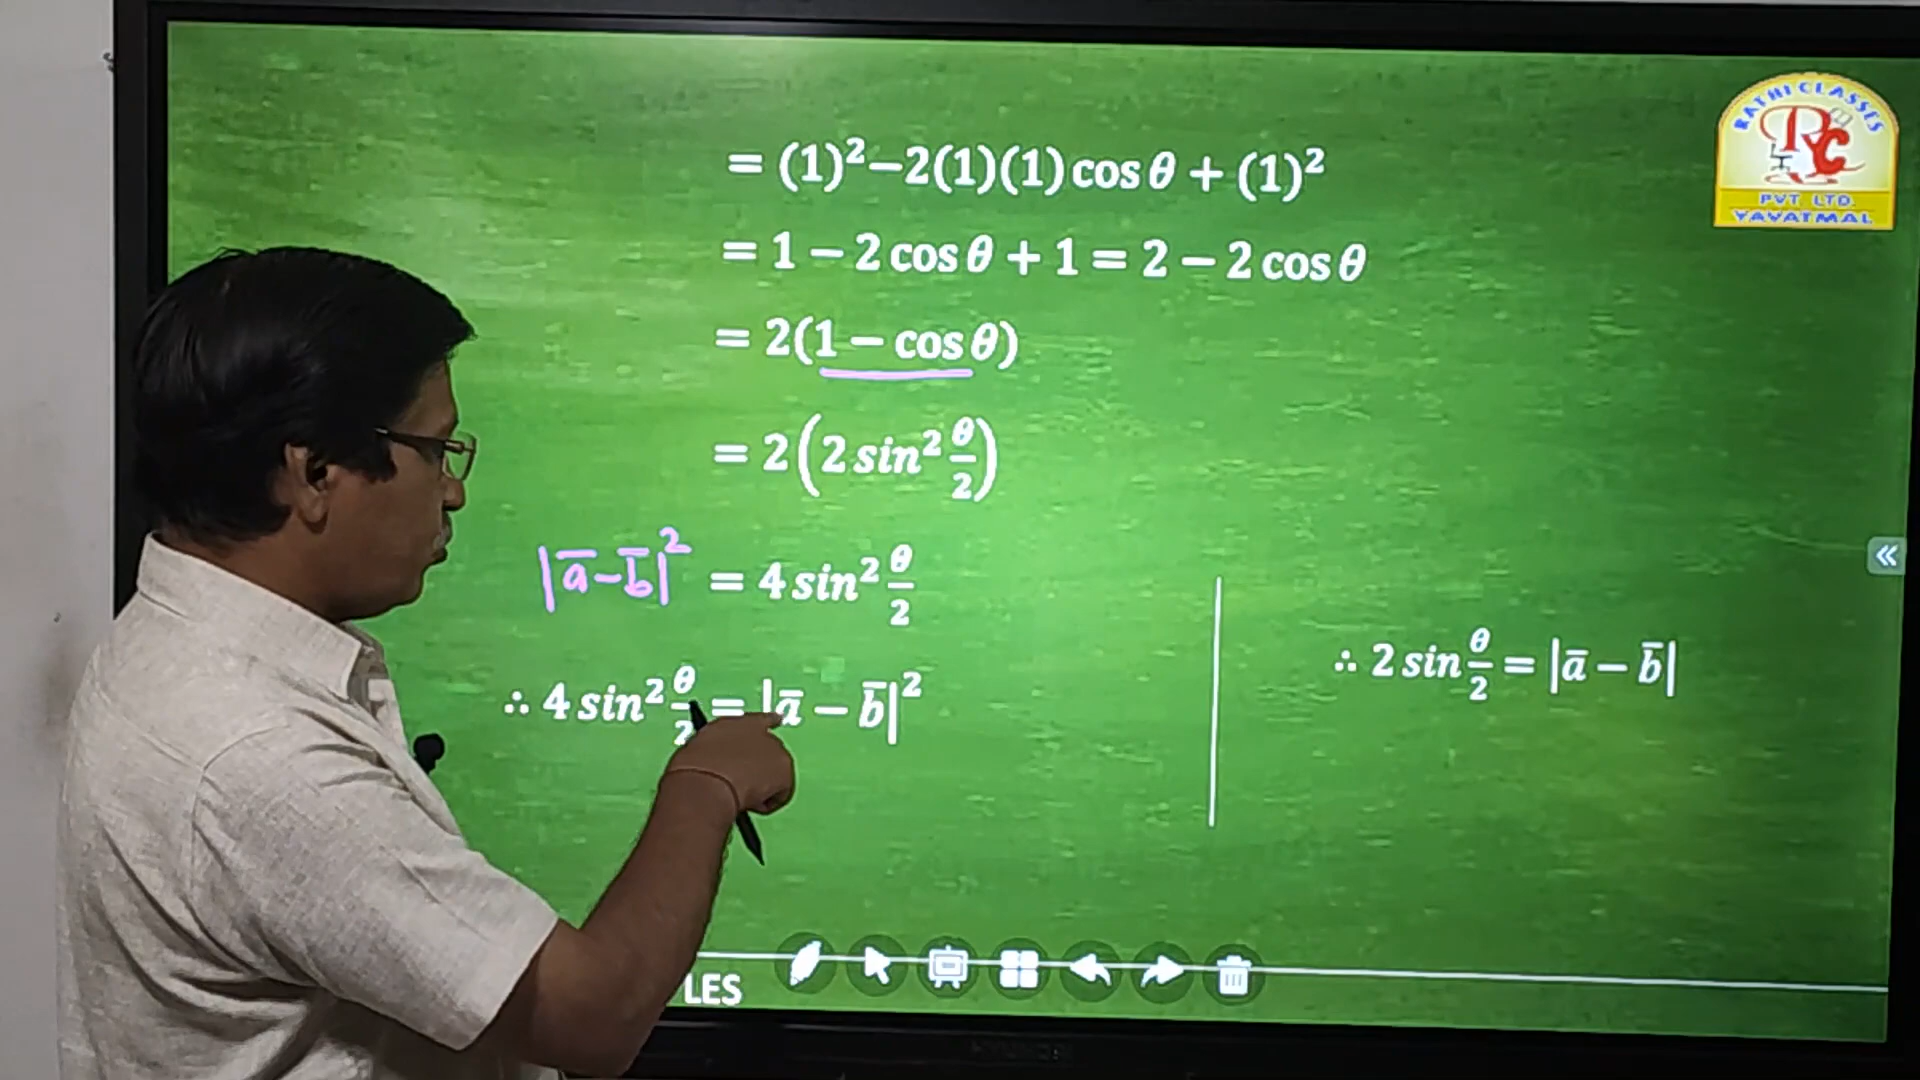 = (1)²−2(1)(1) cos θ + (1)²
= 1 − 2 cos θ + 1 = 2 − 2 cos θ
= 2(1 − cos θ)
= 2(2 sin² θ/2)
|a̅−b̅|² = 4 sin² θ/2
∴ 4 sin² θ/2 = |a̅ − b̅|²
∴ 2 sin θ/2 = |a̅ − b̅|
RATHI CLASSES
RC
PVT. LTD.
YAVATMAL
LES